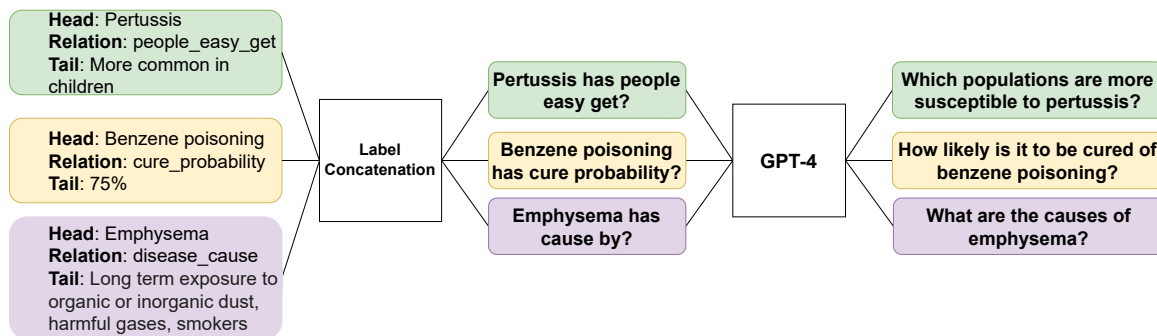 Head: Pertussis
Relation: people_easy_get
Tail: More common in
children
Head: Benzene poisoning
Relation: cure_probability
Tail: 75%
Head: Emphysema
Relation: disease_cause
Tail: Long term exposure to
organic or inorganic dust,
harmful gases, smokers
Label
Concatenation
Pertussis has people
easy get?
Benzene poisoning
has cure probability?
Emphysema has
cause by?
GPT-4
Which populations are more
susceptible to pertussis?
How likely is it to be cured of
benzene poisoning?
What are the causes of
emphysema?